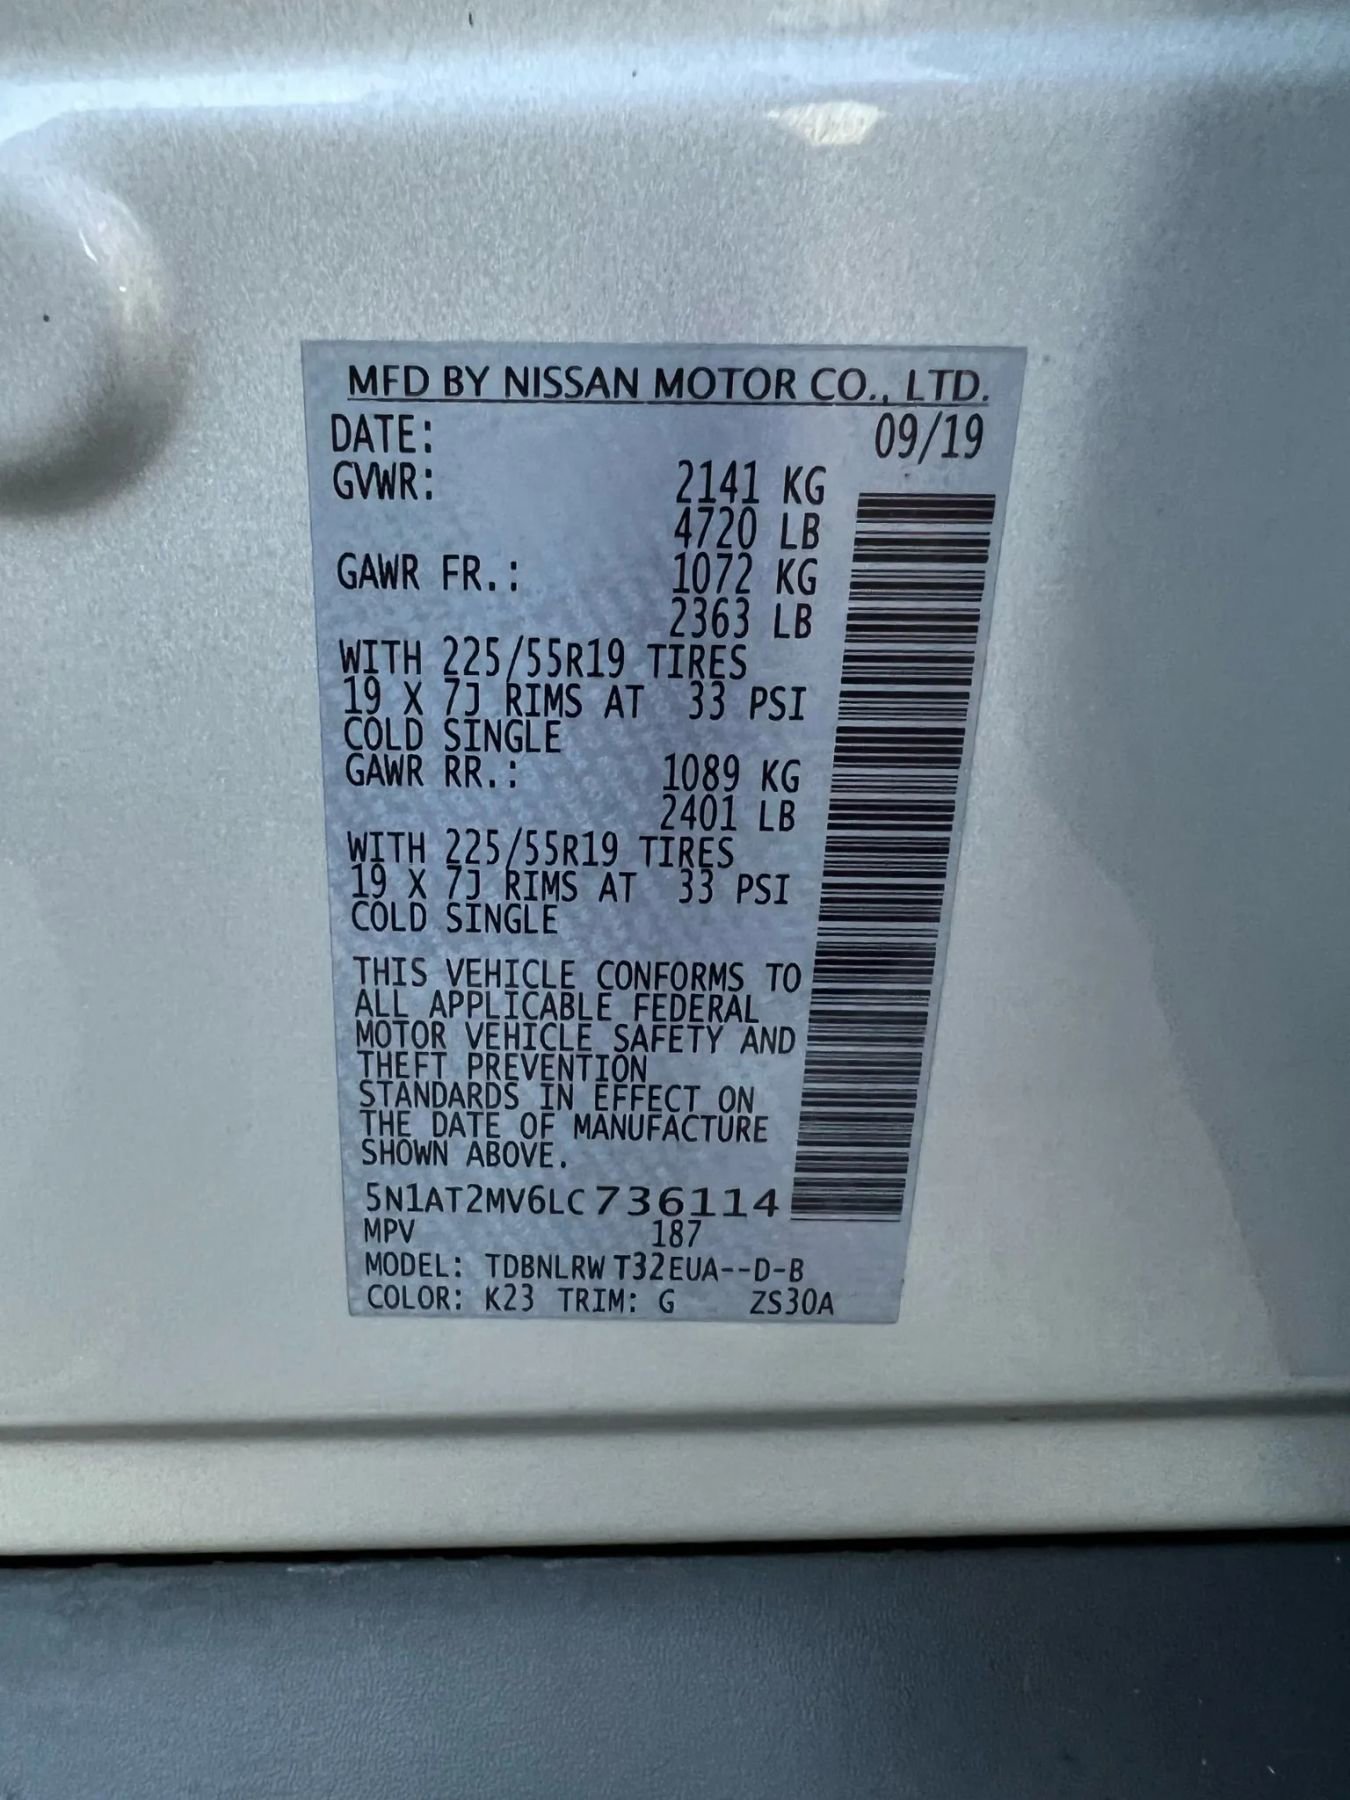 MFD BY NISSAN MOTOR CO., LTD.
DATE: 09/19
GVWR: 2141 KG
4720 LB
GAWR FR.: 1072 KG
2363 LB
WITH 225/55R19 TIRES
19 X 7J RIMS AT 33 PSI
COLD SINGLE
GAWR RR.: 1089 KG
2401 LB
WITH 225/55R19 TIRES
19 X 7J RIMS AT 33 PSI
COLD SINGLE
THIS VEHICLE CONFORMS TO
ALL APPLICABLE FEDERAL
MOTOR VEHICLE SAFETY AND
THEFT PREVENTION
STANDARDS IN EFFECT ON
THE DATE OF MANUFACTURE
SHOWN ABOVE.
5N1AT2MV6LC736114
MPV 187
MODEL: TDBNLRW T32EUA--D-B
COLOR: K23 TRIM: G ZS30A